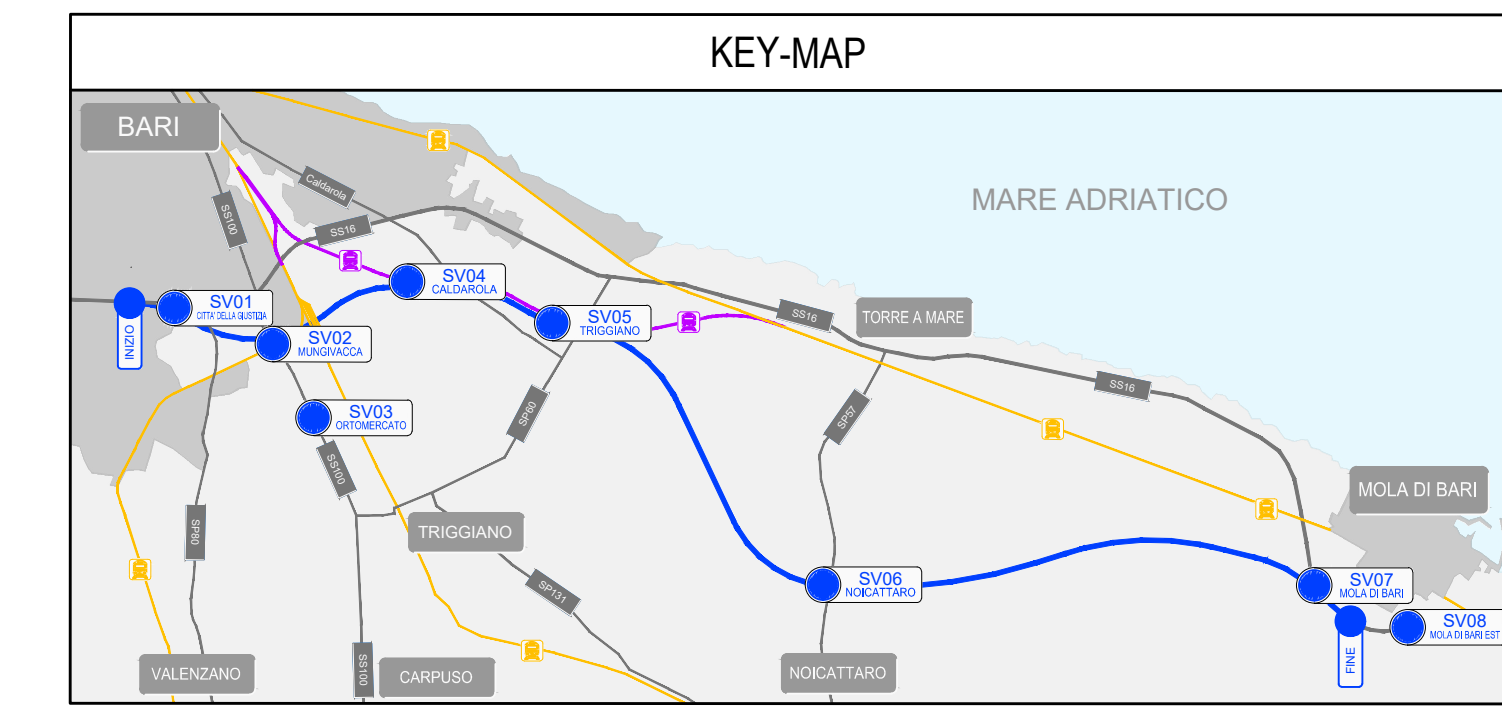 KEY-MAP
BARI
MARE ADRIATICO
Caldarola
SS100
SS16
SV04
CALDAROLA
SV01
CITTA' DELLA GIUSTIZIA
INIZIO
SV02
MUNGIVACCA
SV05
TRIGGIANO
SS16
TORRE A MARE
SS16
SV03
ORTOMERCATO
SP60
SP57
SS100
MOLA DI BARI
SP80
TRIGGIANO
SP131
SV06
NOICATTARO
SV07
MOLA DI BARI
SV08
MOLA DI BARI EST
FINE
VALENZANO
SS100
CARPUSO
NOICATTARO